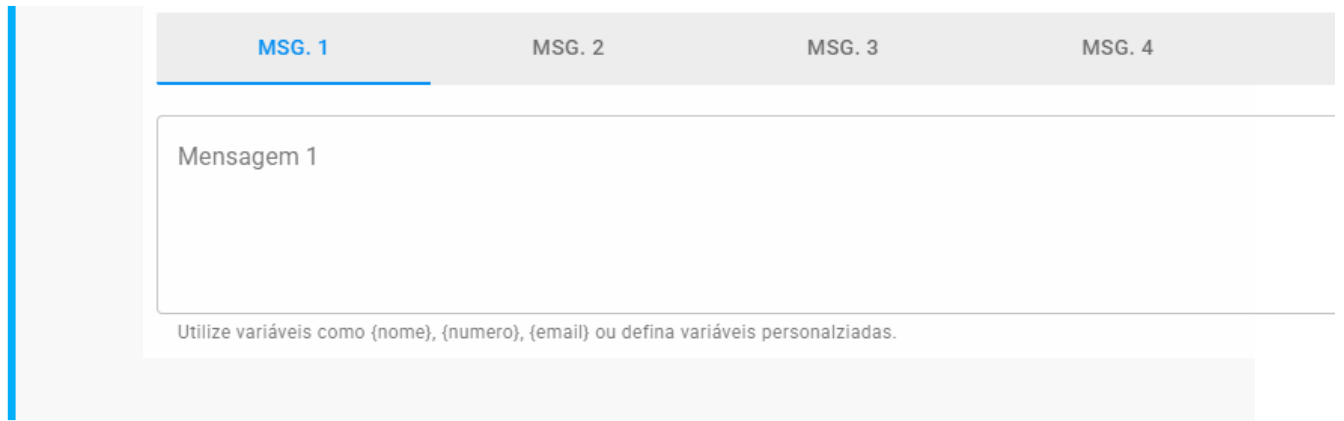 MSG. 1 MSG. 2 MSG. 3 MSG. 4
Mensagem 1
Utilize variáveis como {nome}, {numero}, {email} ou defina variáveis personalziadas.